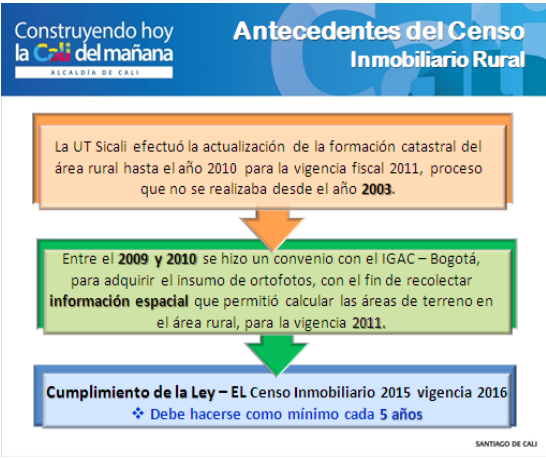 Construyendo hoy
la Cali del mañana
ALCALDÍA DE CALI
Antecedentes del Censo
Inmobiliario Rural
La UT Sicali efectuó la actualización de la formación catastral del
área rural hasta el año 2010 para la vigencia fiscal 2011, proceso
que no se realizaba desde el año 2003.
Entre el 2009 y 2010 se hizo un convenio con el IGAC – Bogotá,
para adquirir el insumo de ortofotos, con el fin de recolectar
información espacial que permitió calcular las áreas de terreno en
el área rural, para la vigencia 2011.
Cumplimiento de la Ley – EL Censo Inmobiliario 2015 vigencia 2016
❖ Debe hacerse como mínimo cada 5 años
SANTIAGO DE CALI